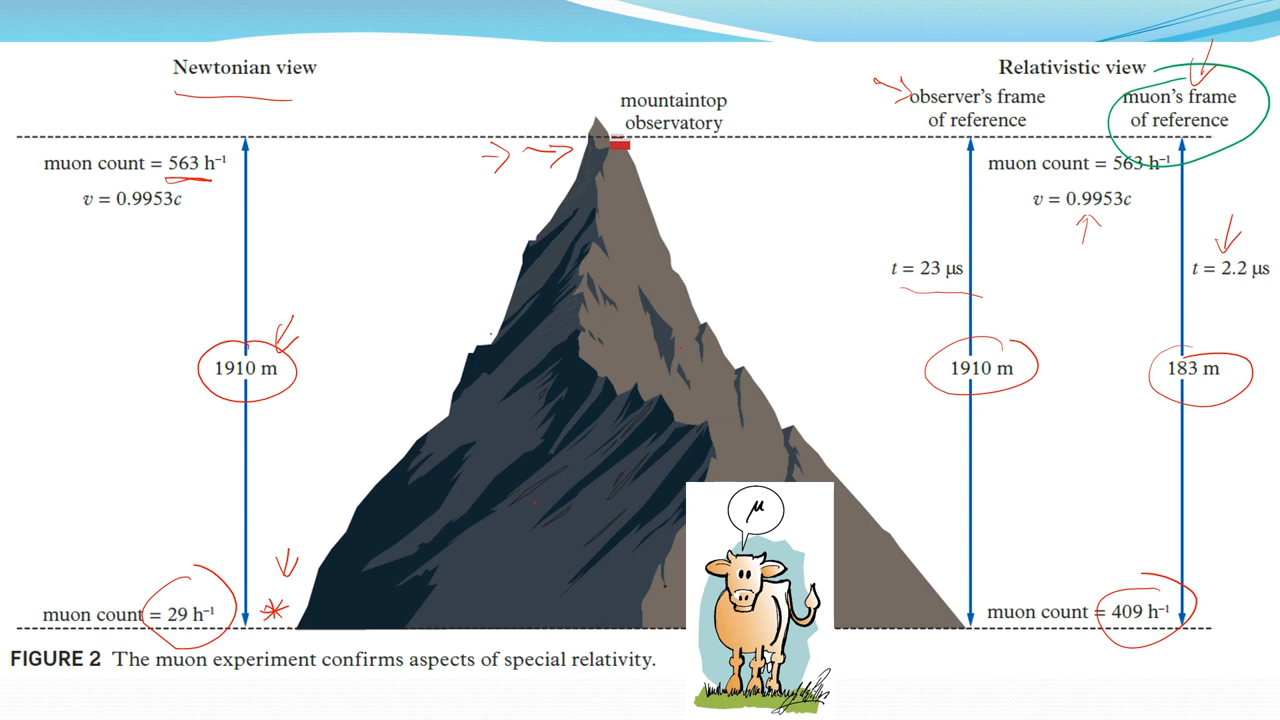 Newtonian view
Relativistic view
mountaintop
observatory
observer's frame
of reference
muon's frame
of reference
muon count = 563 h⁻¹
v = 0.9953c
muon count = 563 h⁻¹
v = 0.9953c
t = 23 μs
t = 2.2 μs
1910 m
1910 m
183 m
μ
muon count = 29 h⁻¹
*
muon count = 409 h⁻¹
FIGURE 2 The muon experiment confirms aspects of special relativity.